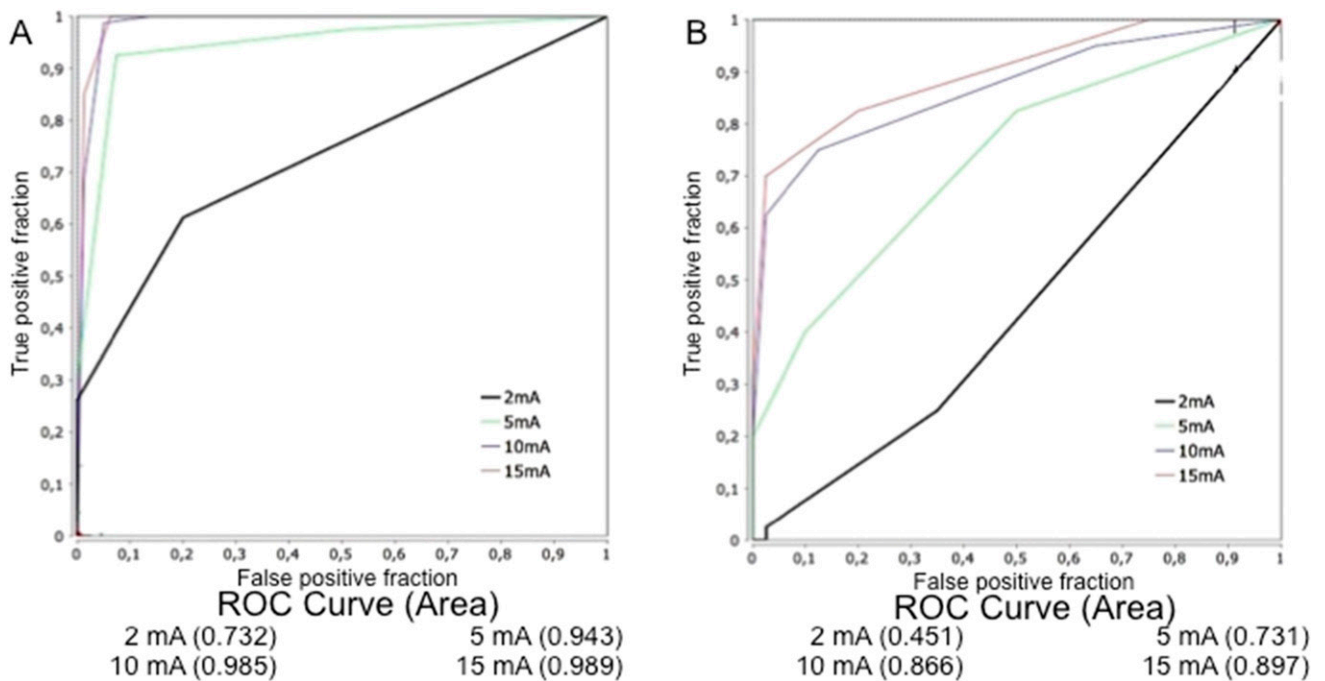 A
True positive fraction
1
0,9
0,8
0,7
0,6
0,5
0,4
0,3
0,2
0,1
0
2mA
5mA
10mA
15mA
0 0,1 0,2 0,3 0,4 0,5 0,6 0,7 0,8 0,9 1
False positive fraction
ROC Curve (Area)
2 mA (0.732) 5 mA (0.943)
10 mA (0.985) 15 mA (0.989)
B
True positive fraction
1
0,9
0,8
0,7
0,6
0,5
0,4
0,3
0,2
0,1
0
2mA
5mA
10mA
15mA
0 0,1 0,2 0,3 0,4 0,5 0,6 0,7 0,8 0,9 1
False positive fraction
ROC Curve (Area)
2 mA (0.451) 5 mA (0.731)
10 mA (0.866) 15 mA (0.897)